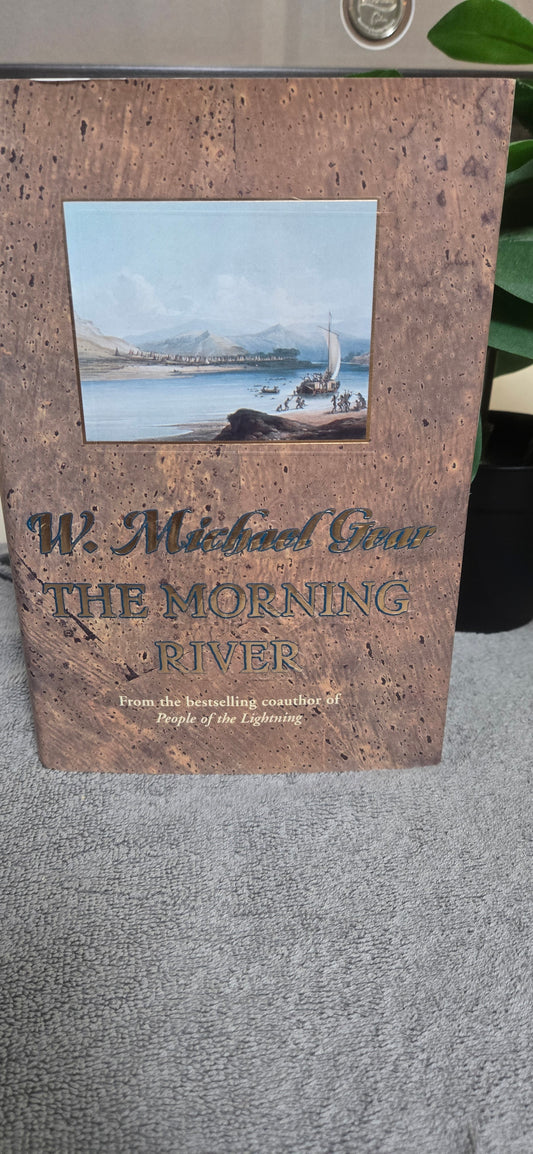 W. Michael Gear
THE MORNING
RIVER
From the bestselling coauthor of
People of the Lightning